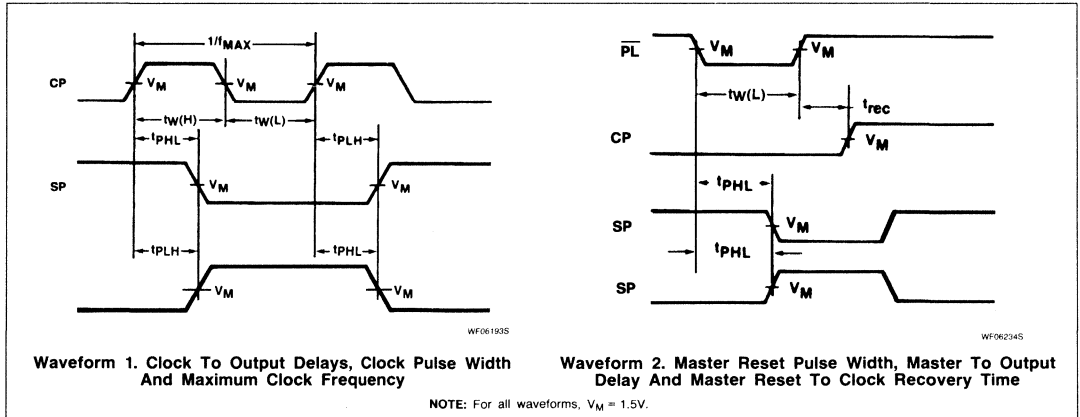 1/fMAX
CP
VM
VM
VM
tW(H)
tW(L)
tPHL
tPLH
SP
VM
VM
tPLH
tPHL
VM
VM
WF06193S
Waveform 1. Clock To Output Delays, Clock Pulse Width
And Maximum Clock Frequency
PL
VM
VM
tW(L)
trec
CP
VM
tPHL
SP
VM
tPHL
SP
VM
WF06234S
Waveform 2. Master Reset Pulse Width, Master To Output
Delay And Master Reset To Clock Recovery Time
NOTE: For all waveforms, VM = 1.5V.